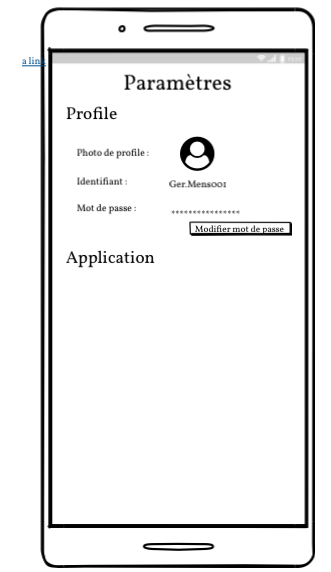 a link
Paramètres
Profile
Photo de profile :
Identifiant : Ger.Mens001
Mot de passe : ****************
Modifier mot de passe
Application